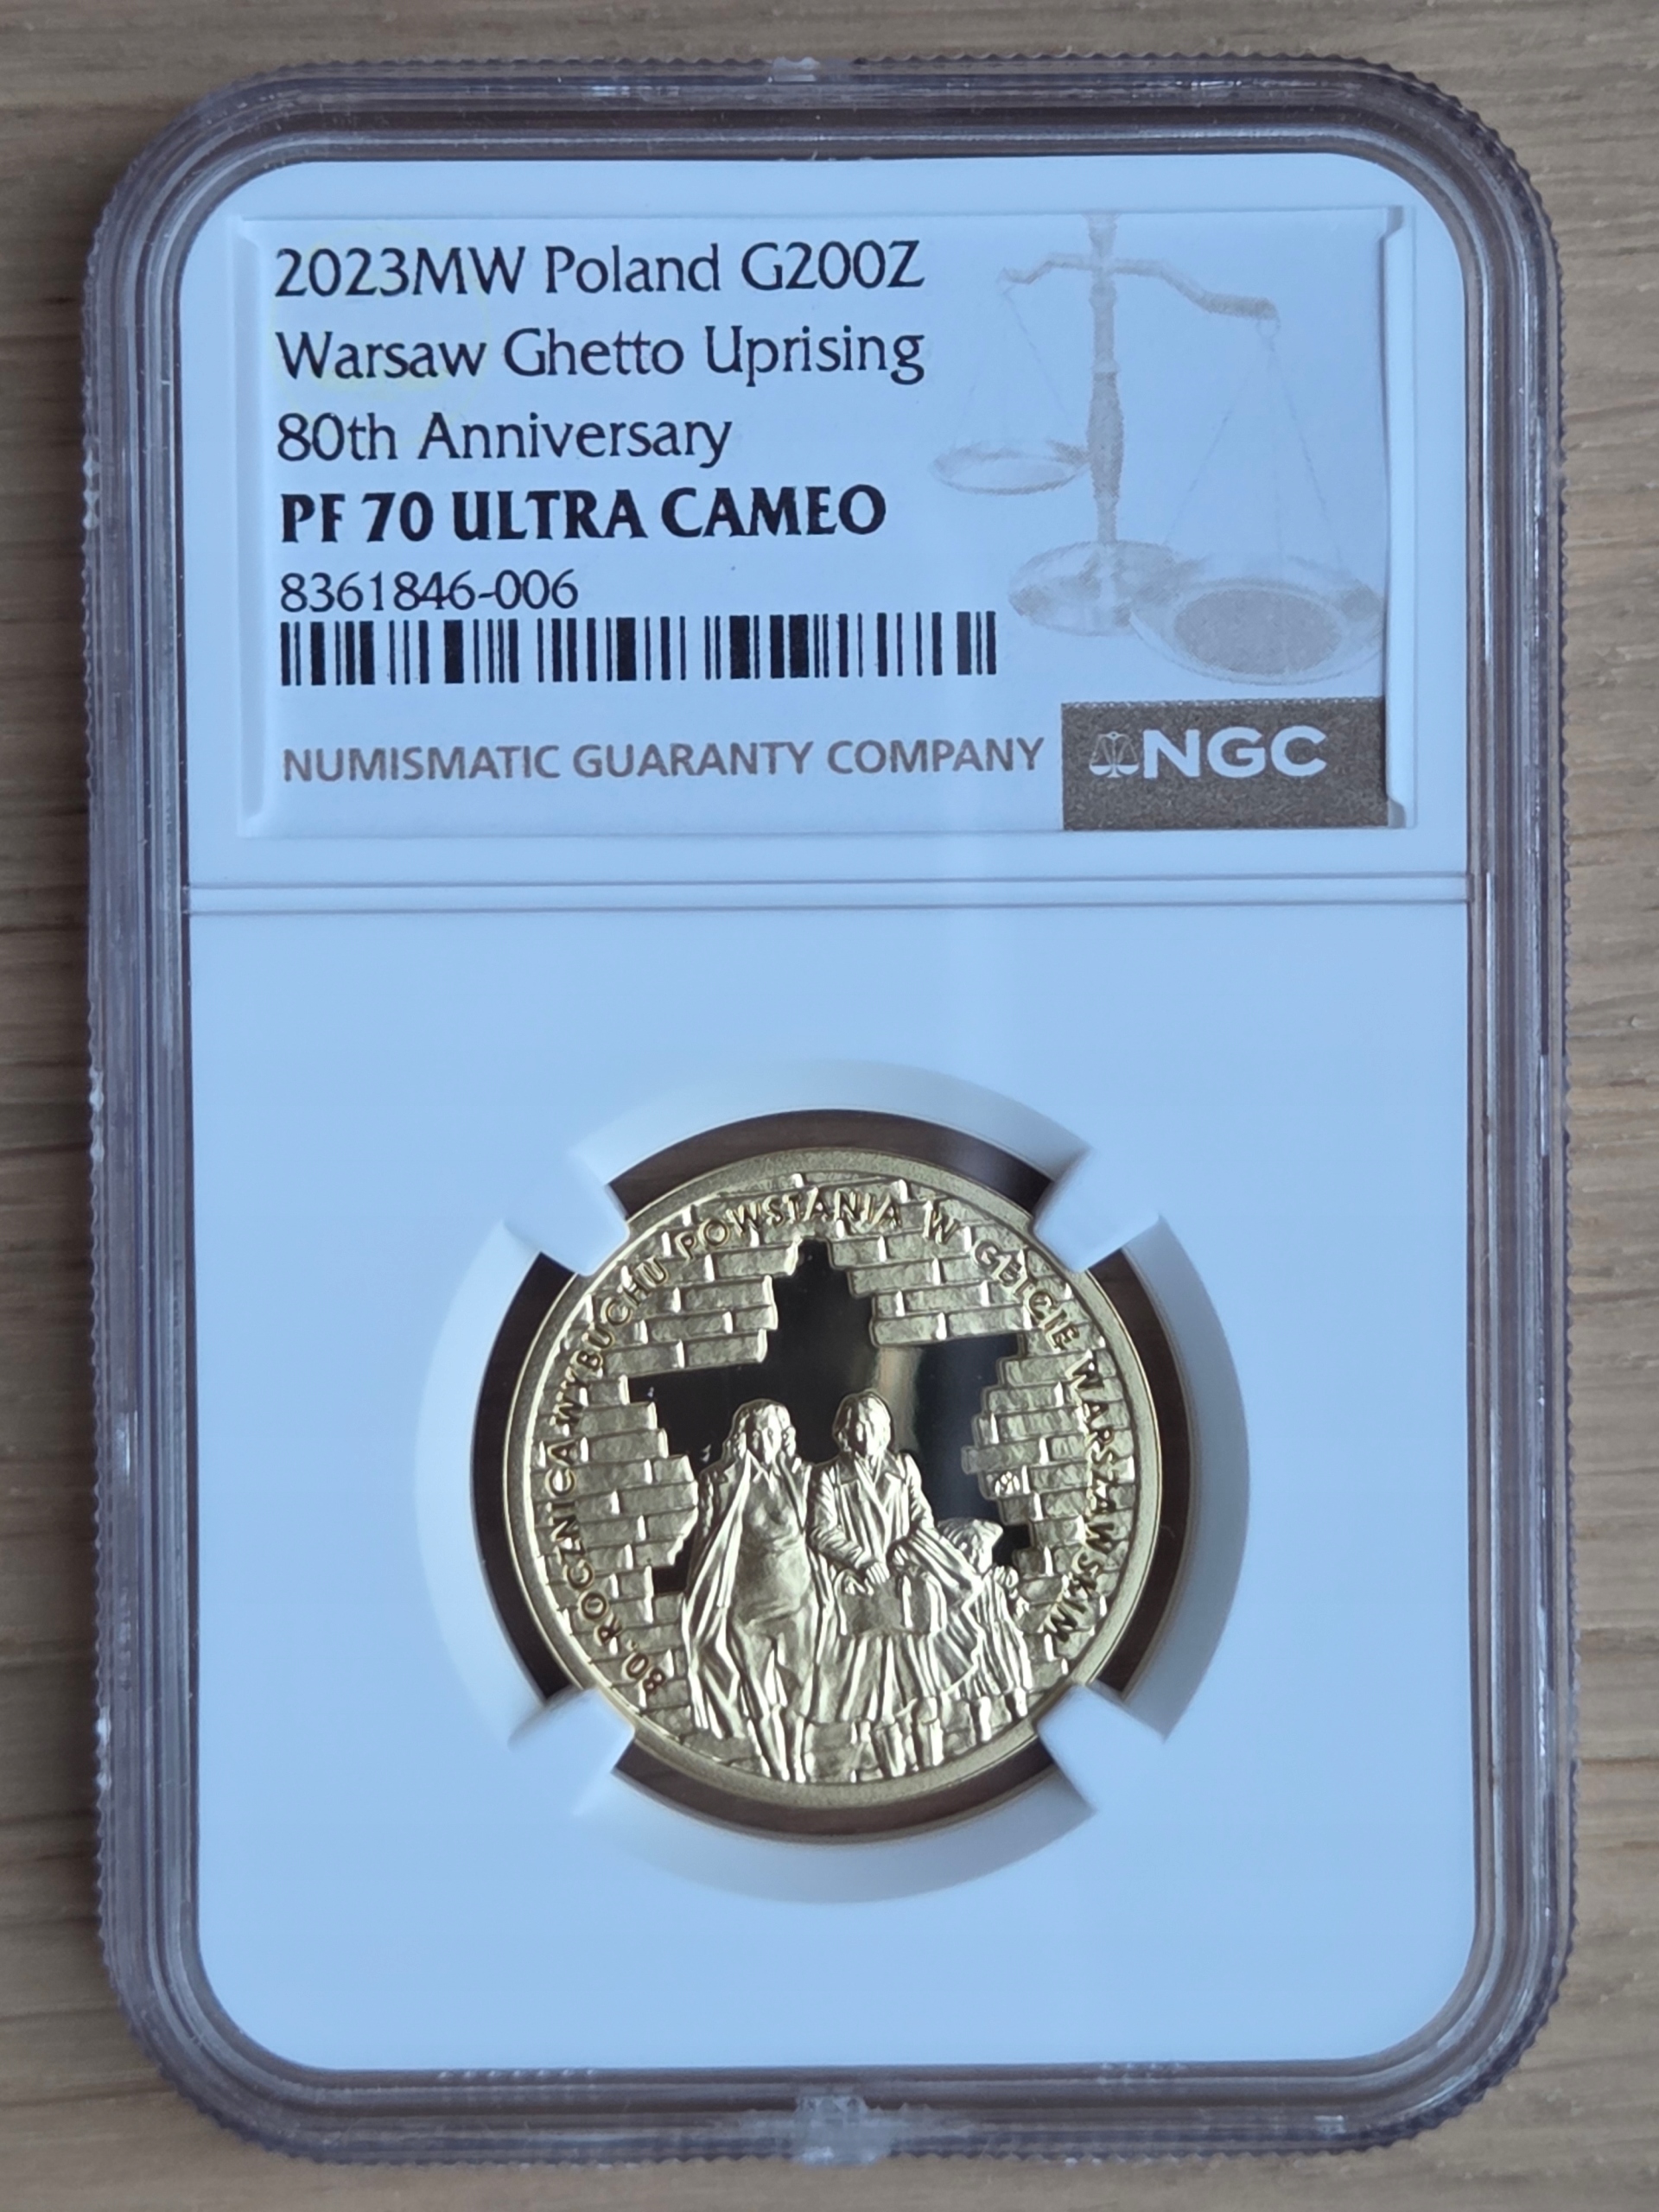 2023MW Poland G200Z
Warsaw Ghetto Uprising
80th Anniversary
PF 70 ULTRA CAMEO
8361846-006
NUMISMATIC GUARANTY COMPANY
NGC
80. ROCZNICA WYBUCHU POWSTANIA W GETCIE WARSZAWSKIM